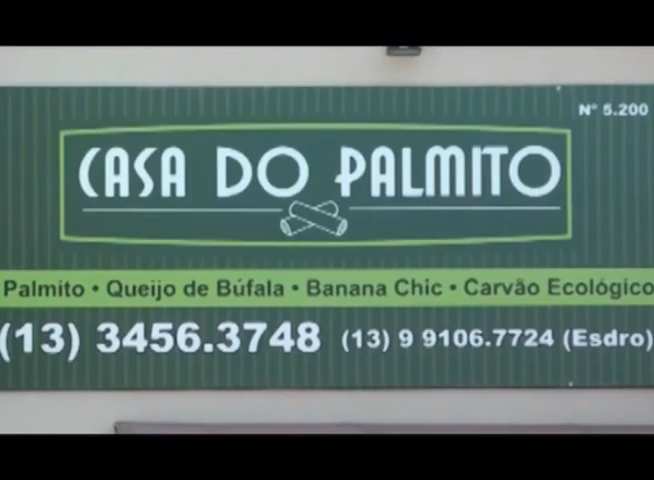 N° 5.200
CASA DO PALMITO
Palmito • Queijo de Búfala • Banana Chic • Carvão Ecológico
(13) 3456.3748 (13) 9 9106.7724 (Esdro)